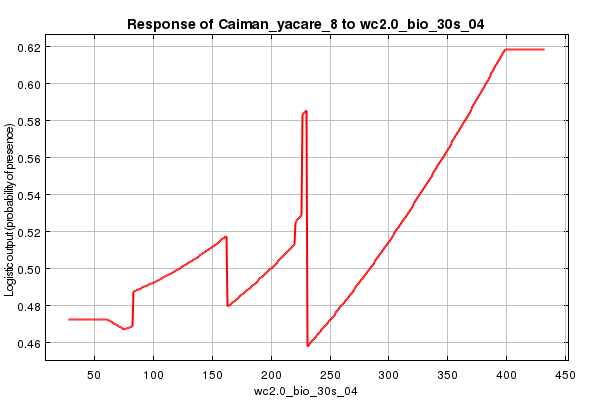 Response of Caiman_yacare_8 to wc2.0_bio_30s_04
Logistic output (probability of presence)
0.62
0.60
0.58
0.56
0.54
0.52
0.50
0.48
0.46
50 100 150 200 250 300 350 400 450
wc2.0_bio_30s_04